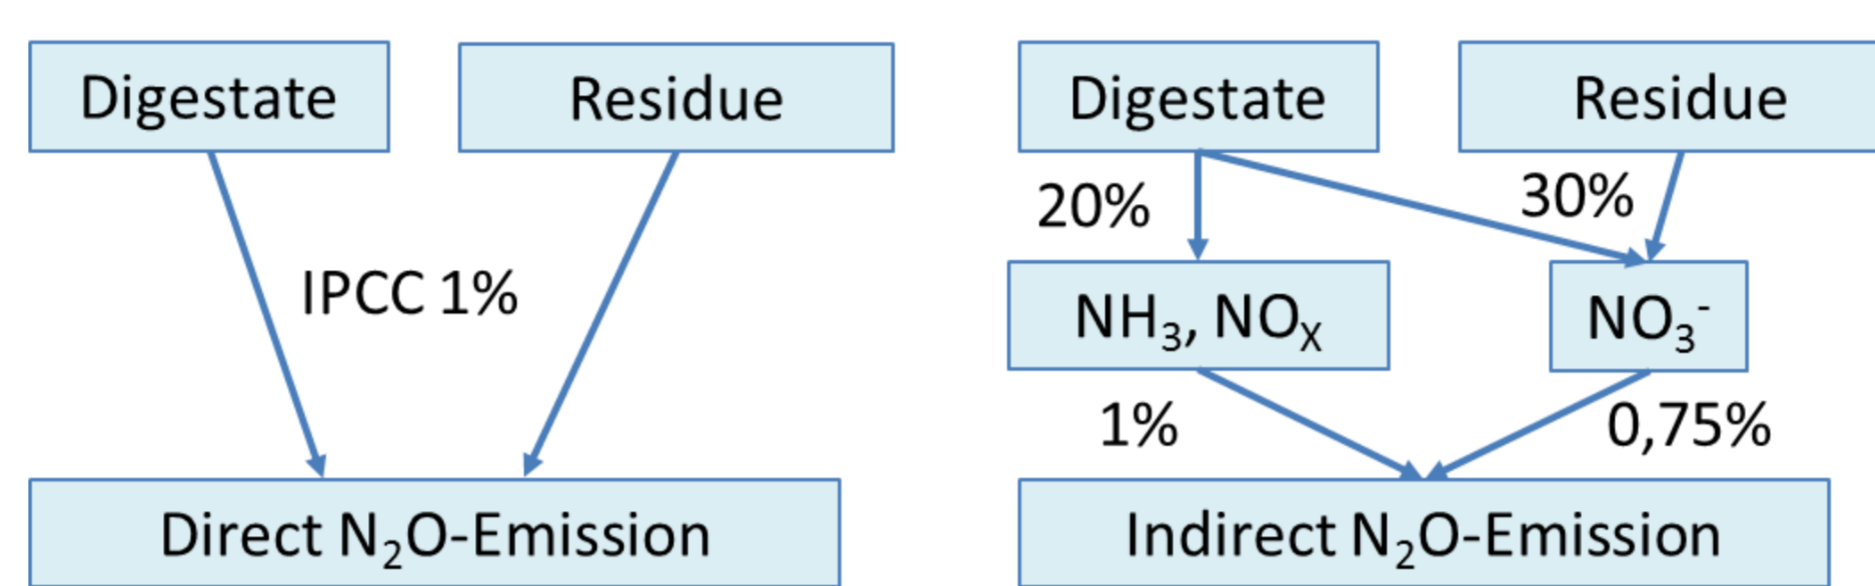 Digestate
Residue
IPCC 1%
Direct N₂O-Emission
Digestate
Residue
20%
30%
NH₃, NOₓ
NO₃⁻
1%
0,75%
Indirect N₂O-Emission